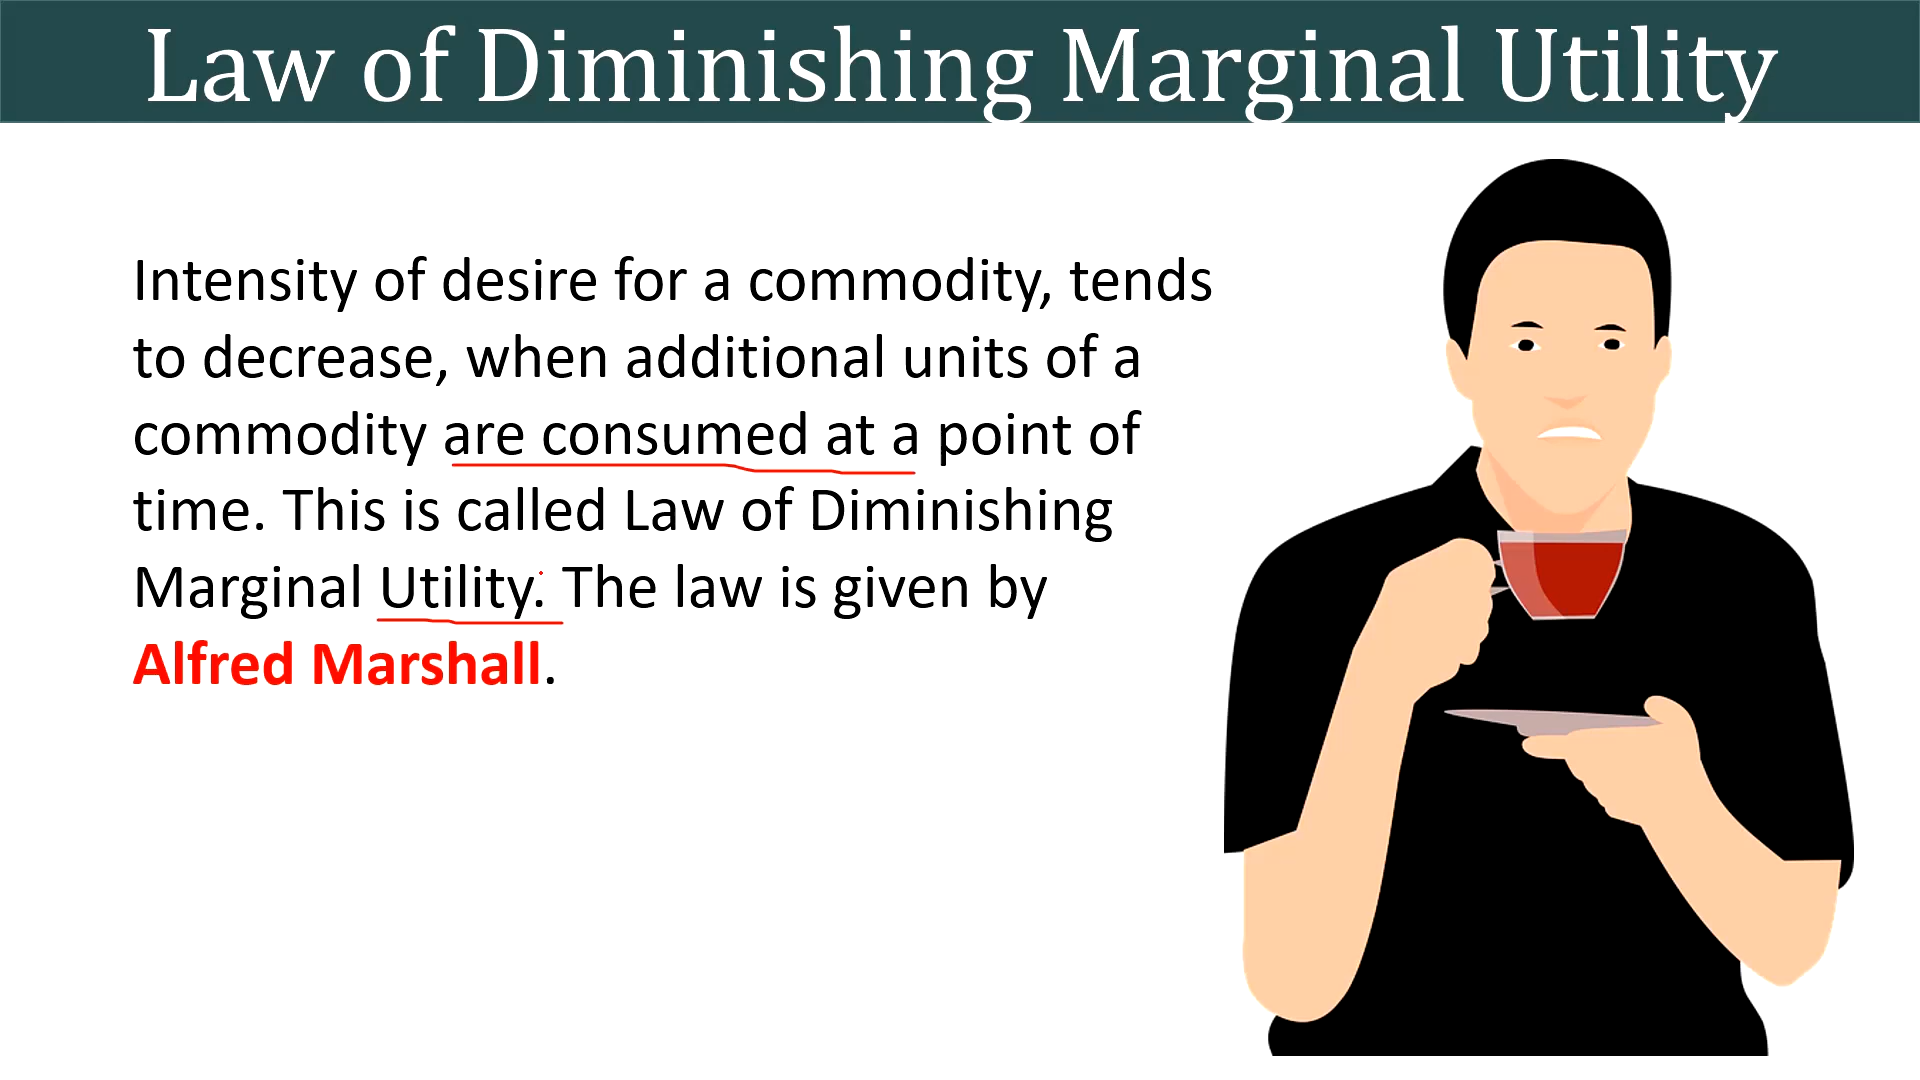 Law of Diminishing Marginal Utility
Intensity of desire for a commodity, tends
to decrease, when additional units of a
commodity are consumed at a point of
time. This is called Law of Diminishing
Marginal Utility. The law is given by
Alfred Marshall.